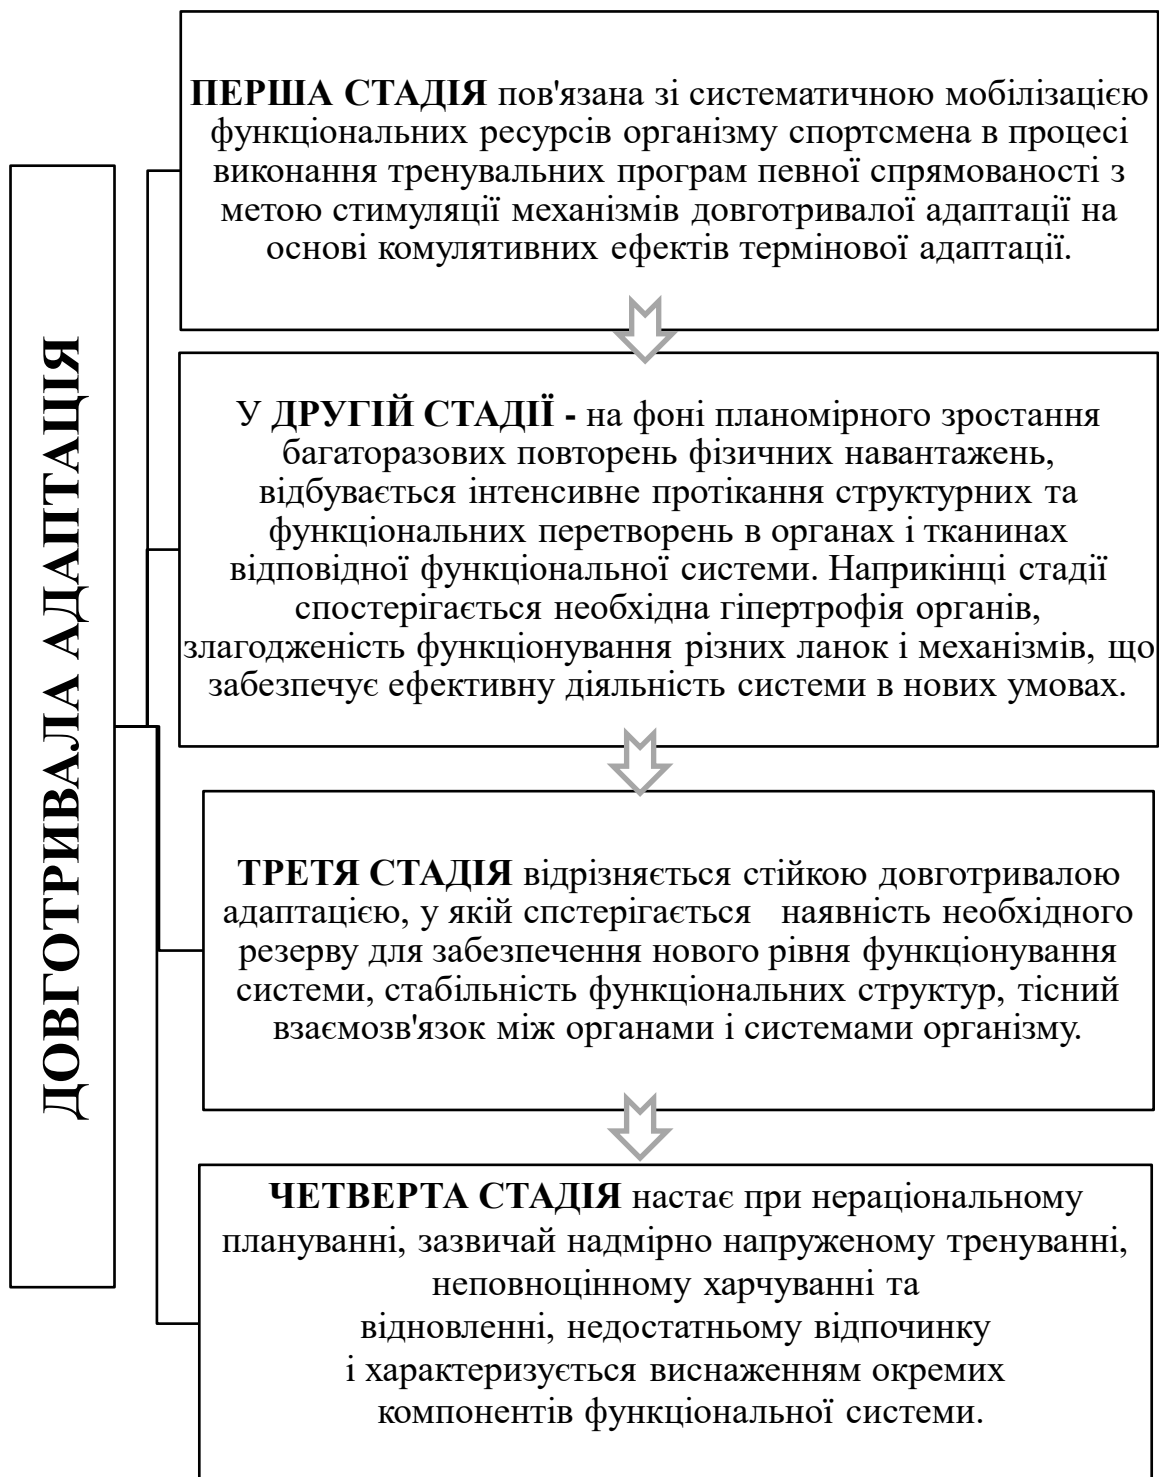 ДОВГОТРИВАЛА АДАПТАЦІЯ
ПЕРША СТАДІЯ пов'язана зі систематичною мобілізацією
функціональних ресурсів організму спортсмена в процесі
виконання тренувальних програм певної спрямованості з
метою стимуляції механізмів довготривалої адаптації на
основі комулятивних ефектів термінової адаптації.
У ДРУГІЙ СТАДІЇ - на фоні планомірного зростання
багаторазових повторень фізичних навантажень,
відбувається інтенсивне протікання структурних та
функціональних перетворень в органах і тканинах
відповідної функціональної системи. Наприкінці стадії
спостерігається необхідна гіпертрофія органів,
злагодженість функціонування різних ланок і механізмів, що
забезпечує ефективну діяльність системи в нових умовах.
ТРЕТЯ СТАДІЯ відрізняється стійкою довготривалою
адаптацією, у якій спстерігається наявність необхідного
резерву для забезпечення нового рівня функціонування
системи, стабільність функціональних структур, тісний
взаємозв'язок між органами і системами організму.
ЧЕТВЕРТА СТАДІЯ настає при нераціональному
плануванні, зазвичай надмірно напруженому тренуванні,
неповноцінному харчуванні та
відновленні, недостатньому відпочинку
і характеризується виснаженням окремих
компонентів функціональної системи.